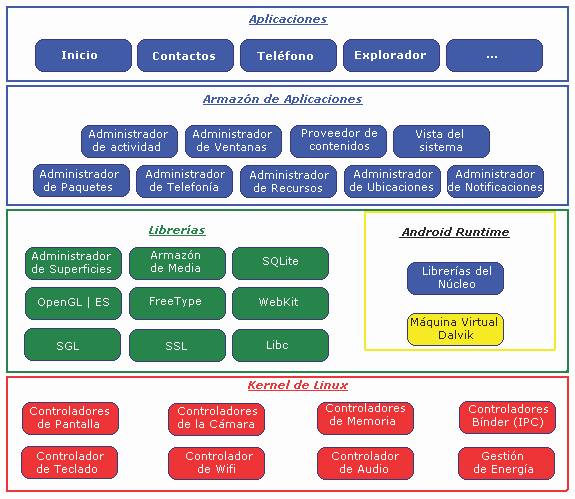 Aplicaciones
Inicio
Contactos
Teléfono
Explorador
...
Armazón de Aplicaciones
Administrador
de actividad
Administrador
de Ventanas
Proveedor de
contenidos
Vista del
sistema
Administrador
de Paquetes
Administrador
de Telefonía
Administrador
de Recursos
Administrador
de Ubicaciones
Administrador
de Notificaciones
Librerías
Administrador
de Superficies
Armazón
de Media
SQLite
OpenGL | ES
FreeType
WebKit
SGL
SSL
Libc
Android Runtime
Librerías del
Núcleo
Máquina Virtual
Dalvik
Kernel de Linux
Controladores
de Pantalla
Controladores
de la Cámara
Controladores
de Memoria
Controladores
Bínder (IPC)
Controlador
de Teclado
Controlador
de Wifi
Controlador
de Audio
Gestión
de Energía